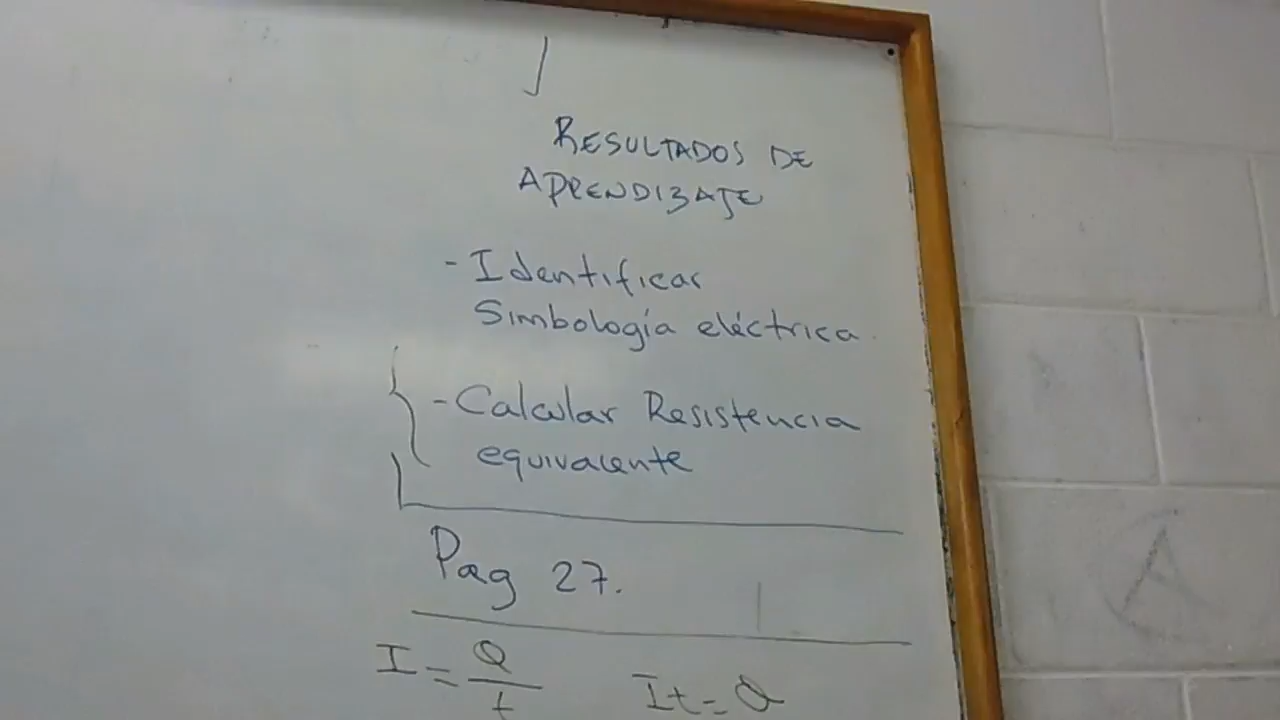 RESULTADOS DE
APRENDIZAJE
- Identificar
Simbología eléctrica
- Calcular Resistencia
equivalente
Pag 27.
I = Q/t It = Q
A